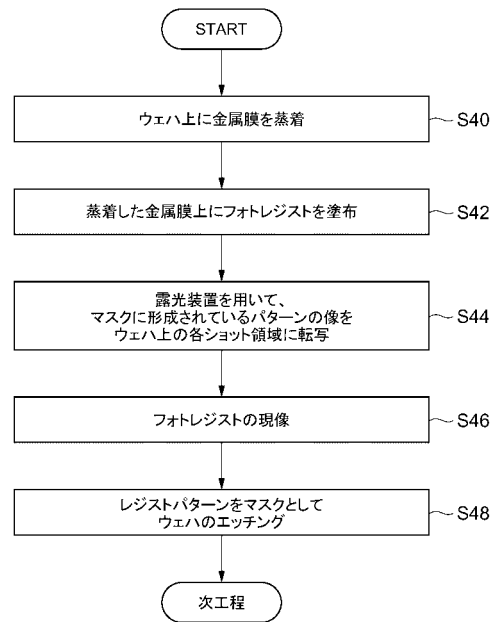 START
ウェハ上に金属膜を蒸着
S40
蒸着した金属膜上にフォトレジストを塗布
S42
露光装置を用いて、
マスクに形成されているパターンの像を
ウェハ上の各ショット領域に転写
S44
フォトレジストの現像
S46
レジストパターンをマスクとして
ウェハのエッチング
S48
次工程